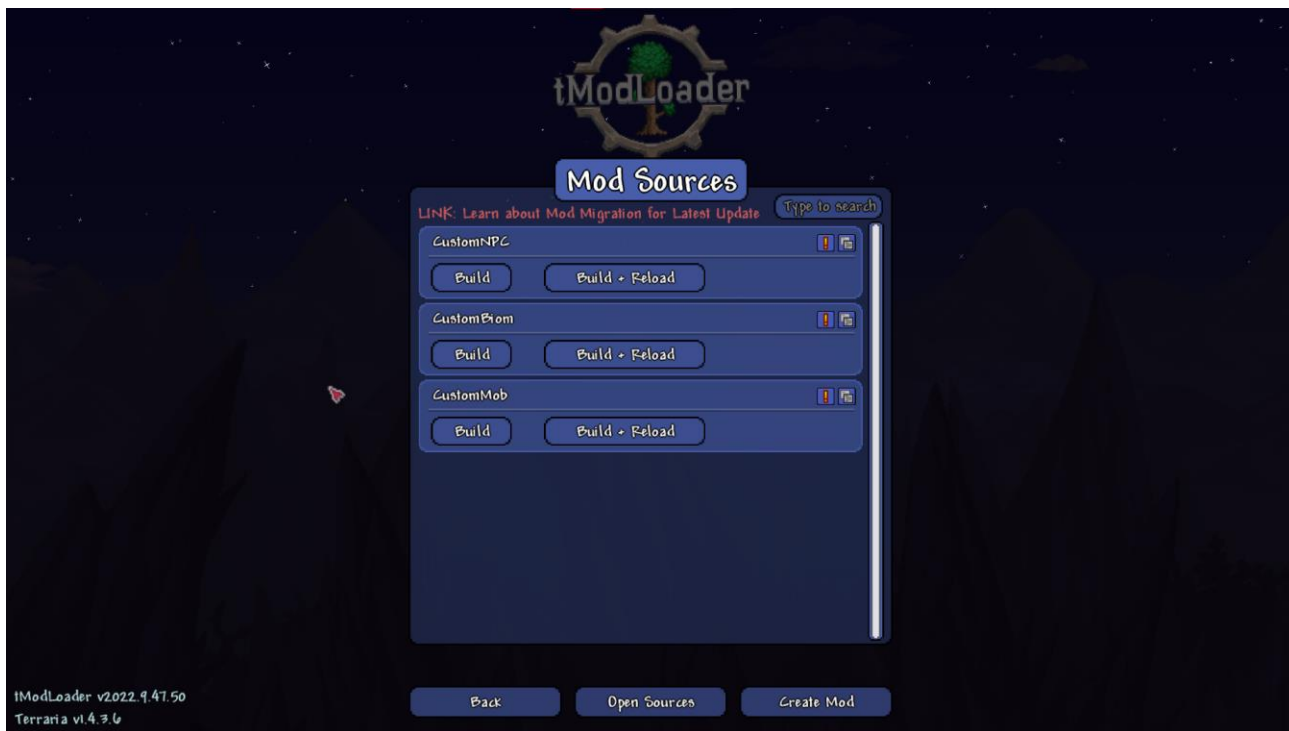 tModLoader
Mod Sources
LINK: Learn about Mod Migration for Latest Update
Type to search
CustomNPC
Build
Build + Reload
CustomBiom
Build
Build + Reload
CustomMob
Build
Build + Reload
Back
Open Sources
Create Mod
tModLoader v2022.9.47.50
Terraria v1.4.3.6